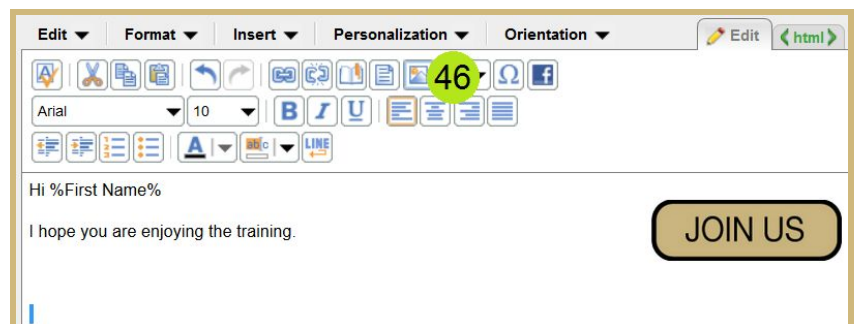 Edit Format Insert Personalization Orientation Edit <html>
46 Ω f
Arial 10 B I U
A abc LINE
Hi %First Name%
I hope you are enjoying the training.
JOIN US